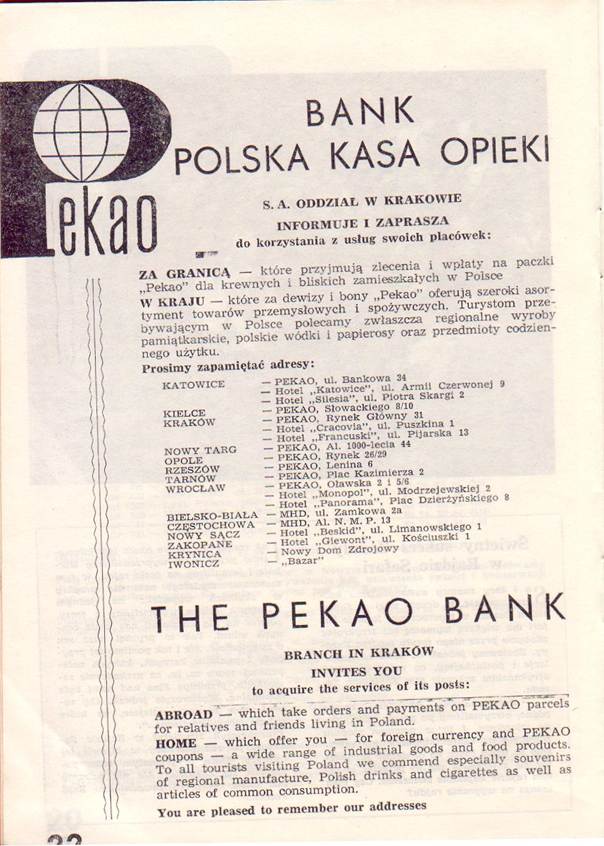 Pekao
BANK
POLSKA KASA OPIEKI
S. A. ODDZIAŁ W KRAKOWIE
INFORMUJE I ZAPRASZA
do korzystania z usług swoich placówek:
ZA GRANICĄ — które przyjmują zlecenia i wpłaty na paczki
„Pekao" dla krewnych i bliskich zamieszkałych w Polsce
W KRAJU — które za dewizy i bony „Pekao" oferują szeroki asor-
tyment towarów przemysłowych i spożywczych. Turystom prze-
bywającym w Polsce polecamy zwłaszcza regionalne wyroby
pamiątkarskie, polskie wódki i papierosy oraz przedmioty codzien-
nego użytku.
Prosimy zapamiętać adresy:
KATOWICE — PEKAO, ul. Bankowa 34
— Hotel „Katowice", ul. Armii Czerwonej 9
— Hotel „Silesia", ul. Piotra Skargi 2
KIELCE — PEKAO, Słowackiego 8/10
KRAKÓW — PEKAO, Rynek Główny 31
— Hotel „Cracovia", ul. Puszkina 1
— Hotel „Francuski", ul. Pijarska 13
NOWY TARG — PEKAO, Al. 1000-lecia 44
OPOLE — PEKAO, Rynek 26/29
RZESZÓW — PEKAO, Lenina 6
TARNÓW — PEKAO, Plac Kazimierza 2
WROCŁAW — PEKAO, Oławska 2 i 5/6
— Hotel „Monopol", ul. Modrzejewskiej 2
— Hotel „Panorama", Plac Dzierżyńskiego 8
BIELSKO-BIAŁA — MHD, ul. Zamkowa 2a
CZĘSTOCHOWA — MHD, Al. N. M. P. 13
NOWY SĄCZ — Hotel „Beskid", ul. Limanowskiego 1
ZAKOPANE — Hotel „Giewont", ul. Kościuszki 1
KRYNICA — Nowy Dom Zdrojowy
IWONICZ — „Bazar"
THE PEKAO BANK
BRANCH IN KRAKÓW
INVITES YOU
to acquire the services of its posts:
ABROAD — which take orders and payments on PEKAO parcels
for relatives and friends living in Poland.
HOME — which offer you — for foreign currency and PEKAO
coupons — a wide range of industrial goods and food products.
To all tourists visiting Poland we commend especially souvenirs
of regional manufacture, Polish drinks and cigarettes as well as
articles of common consumption.
You are pleased to remember our addresses